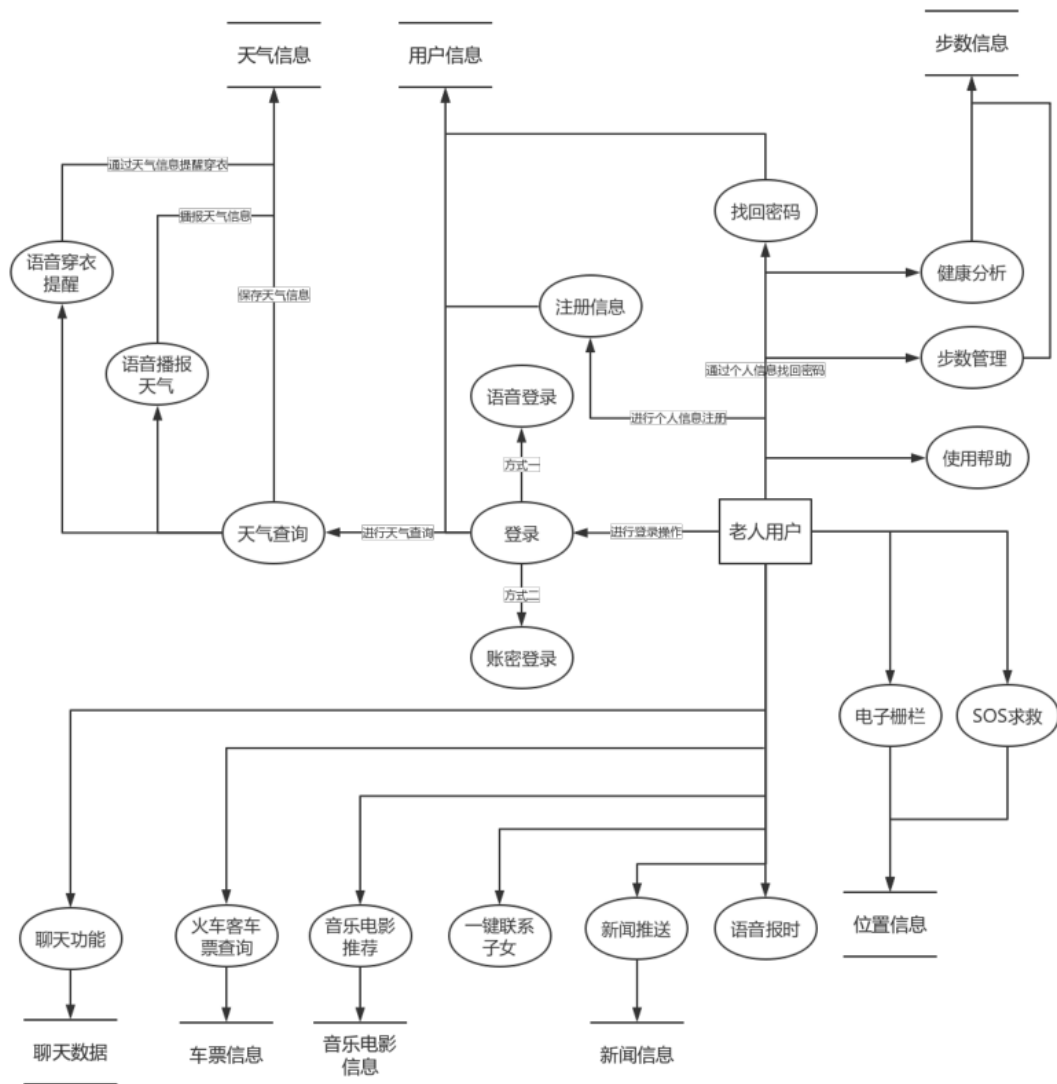 天气信息
用户信息
步数信息
通过天气信息提醒穿衣
播报天气信息
找回密码
语音穿衣
提醒
健康分析
保存天气信息
注册信息
语音播报
天气
步数管理
通过个人信息找回密码
语音登录
进行个人信息注册
方式一
使用帮助
天气查询
进行天气查询
登录
进行登录操作
老人用户
方式二
账密登录
电子栅栏
SOS求救
聊天功能
火车客车
票查询
音乐电影
推荐
一键联系
子女
新闻推送
语音报时
位置信息
聊天数据
车票信息
音乐电影
信息
新闻信息